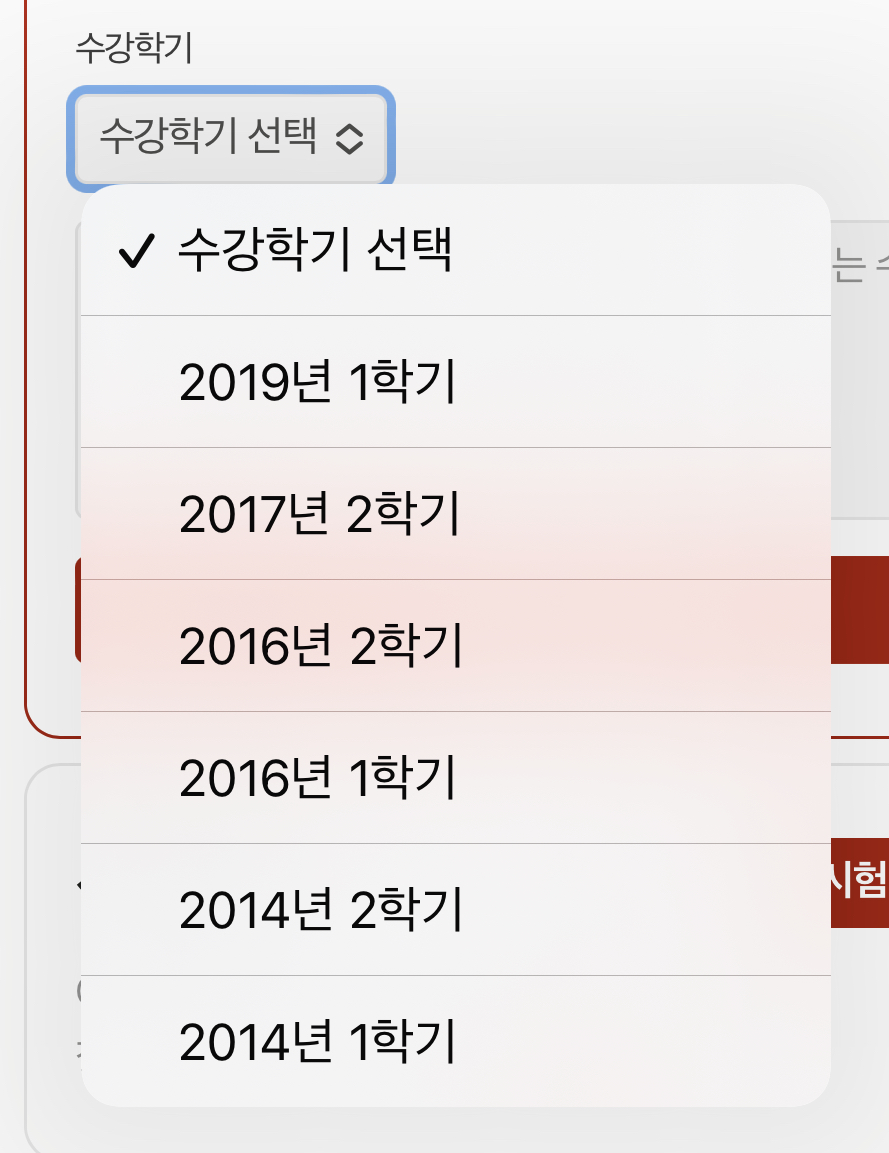 수강학기
수강학기 선택
수강학기 선택
는
2019년 1학기
2017년 2학기
2016년 2학기
2016년 1학기
2014년 2학기
시험
2014년 1학기